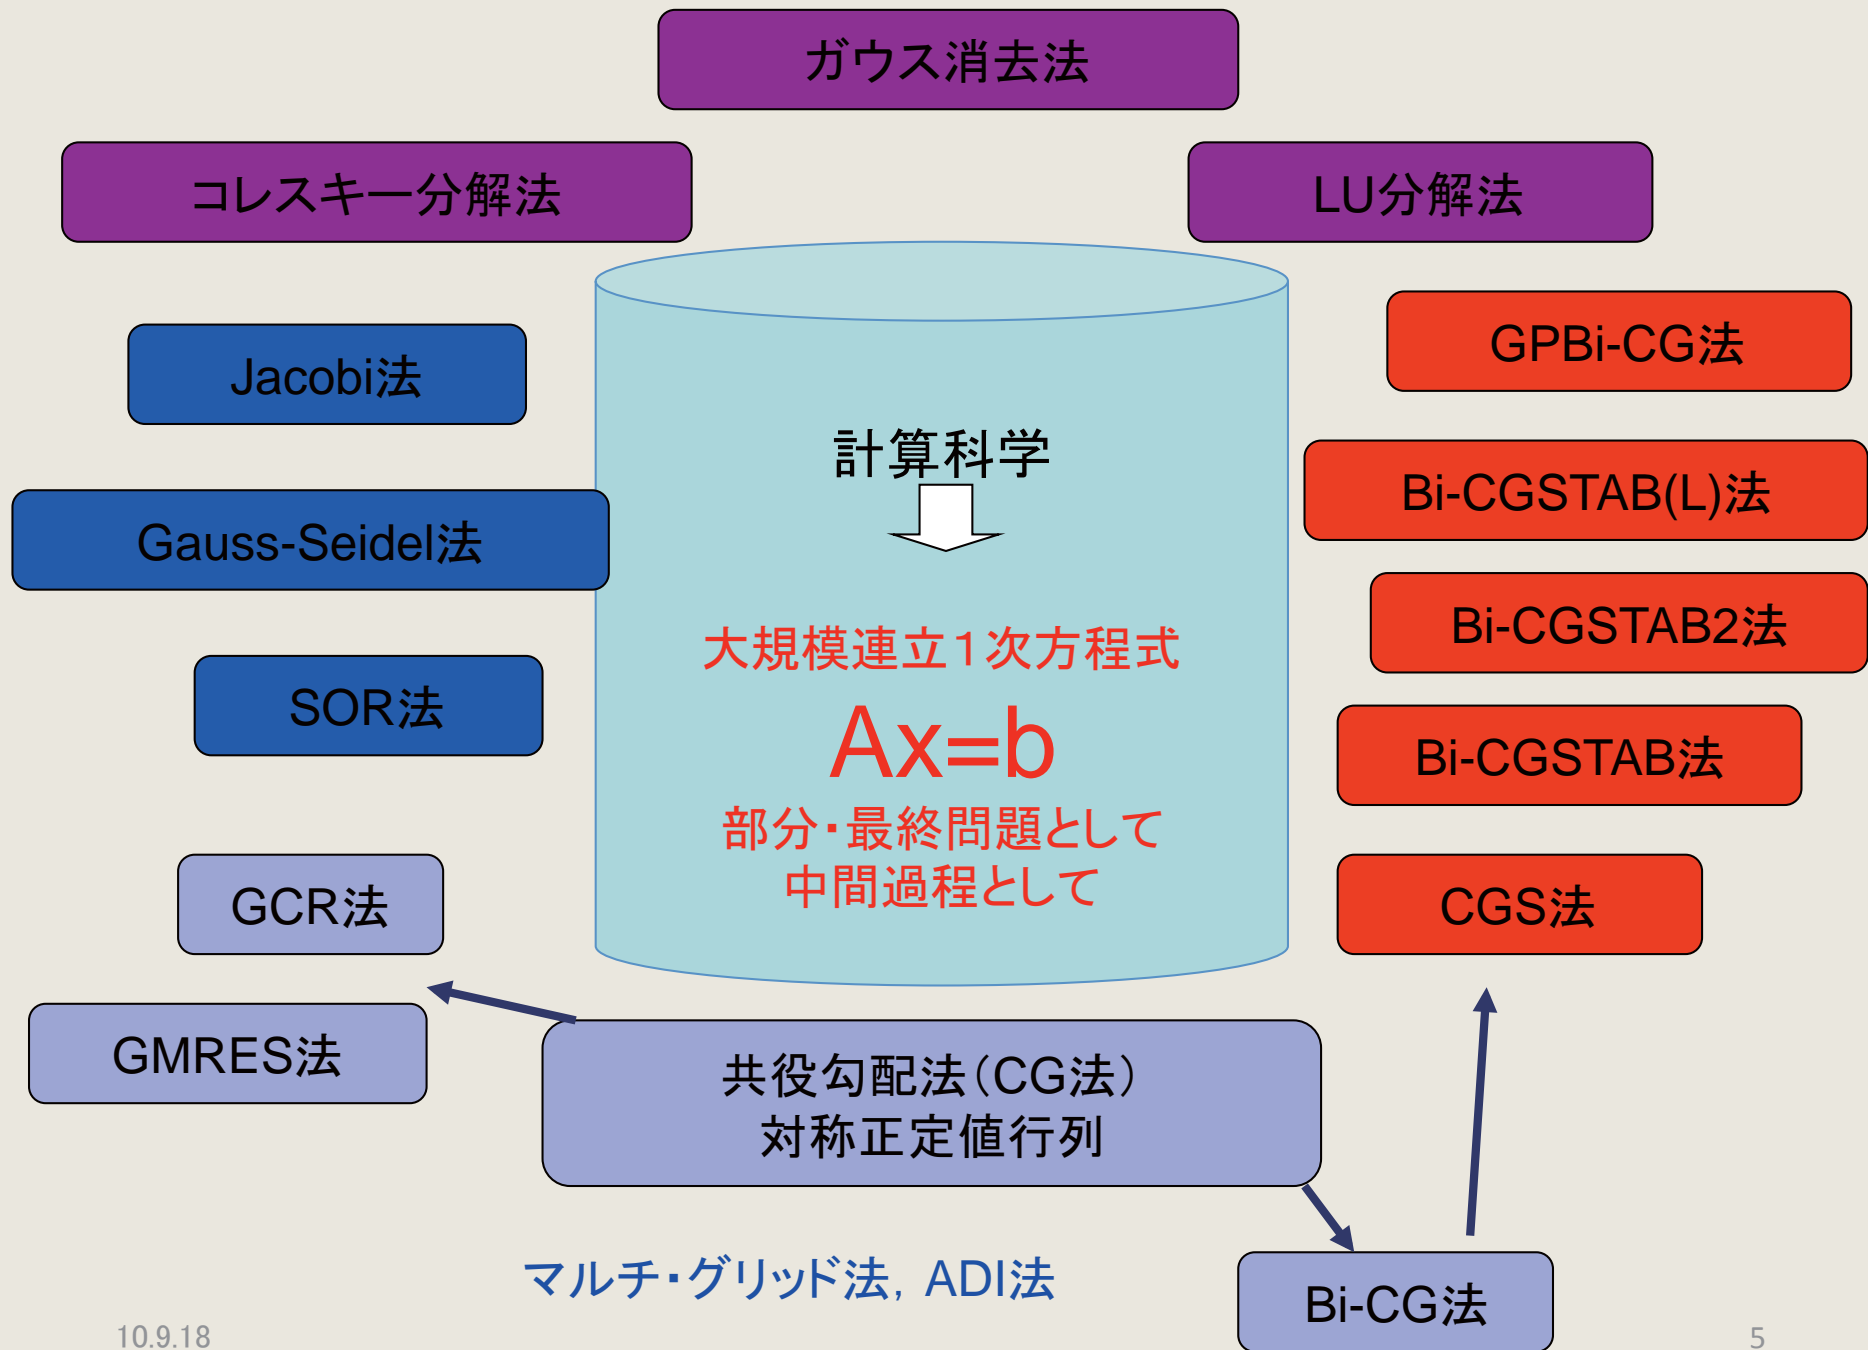 ガウス消去法
コレスキー分解法
LU分解法
Jacobi法
Gauss-Seidel法
SOR法
計算科学
大規模連立１次方程式
Ax=b
部分・最終問題として
中間過程として
GPBi-CG法
Bi-CGSTAB(L)法
Bi-CGSTAB2法
Bi-CGSTAB法
CGS法
GCR法
GMRES法
共役勾配法（CG法）
対称正定値行列
マルチ・グリッド法，ADI法
Bi-CG法
10.9.18
5